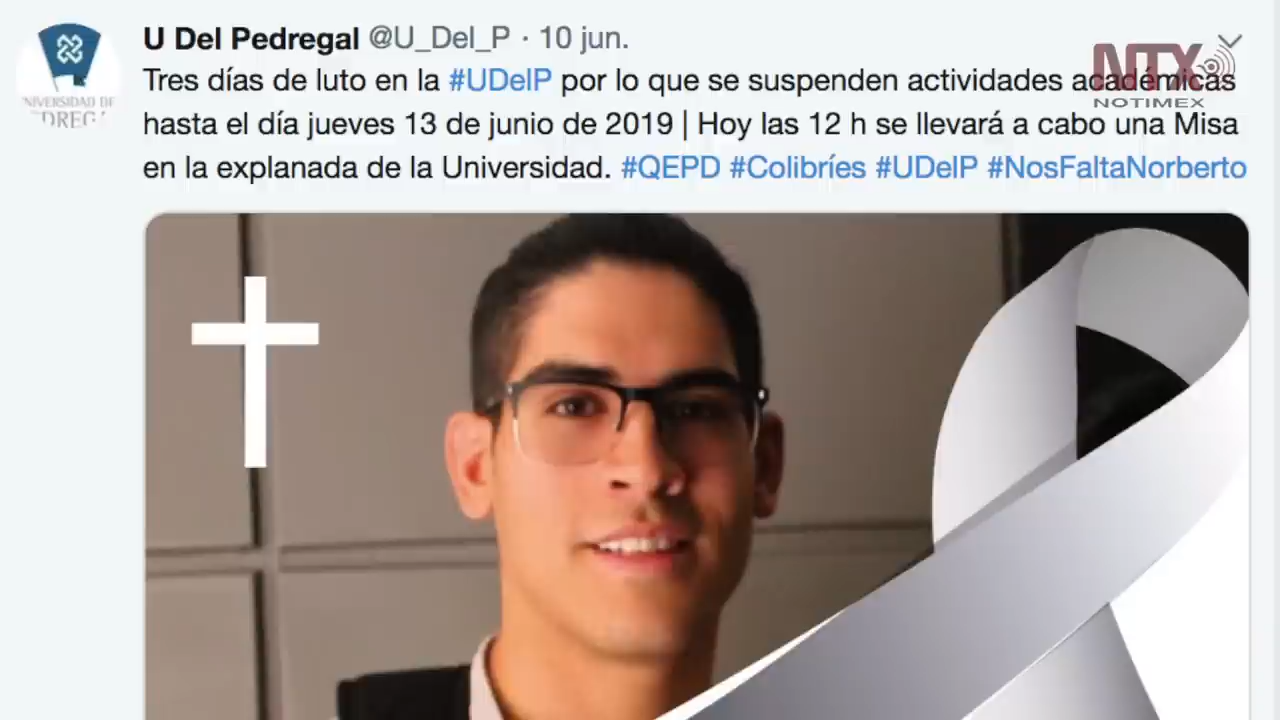 U Del Pedregal @U_Del_P · 10 jun.
Tres días de luto en la #UDelP por lo que se suspenden actividades académicas
hasta el día jueves 13 de junio de 2019 | Hoy las 12 h se llevará a cabo una Misa
en la explanada de la Universidad. #QEPD #Colibríes #UDelP #NosFaltaNorberto
NTX
NOTIMEX